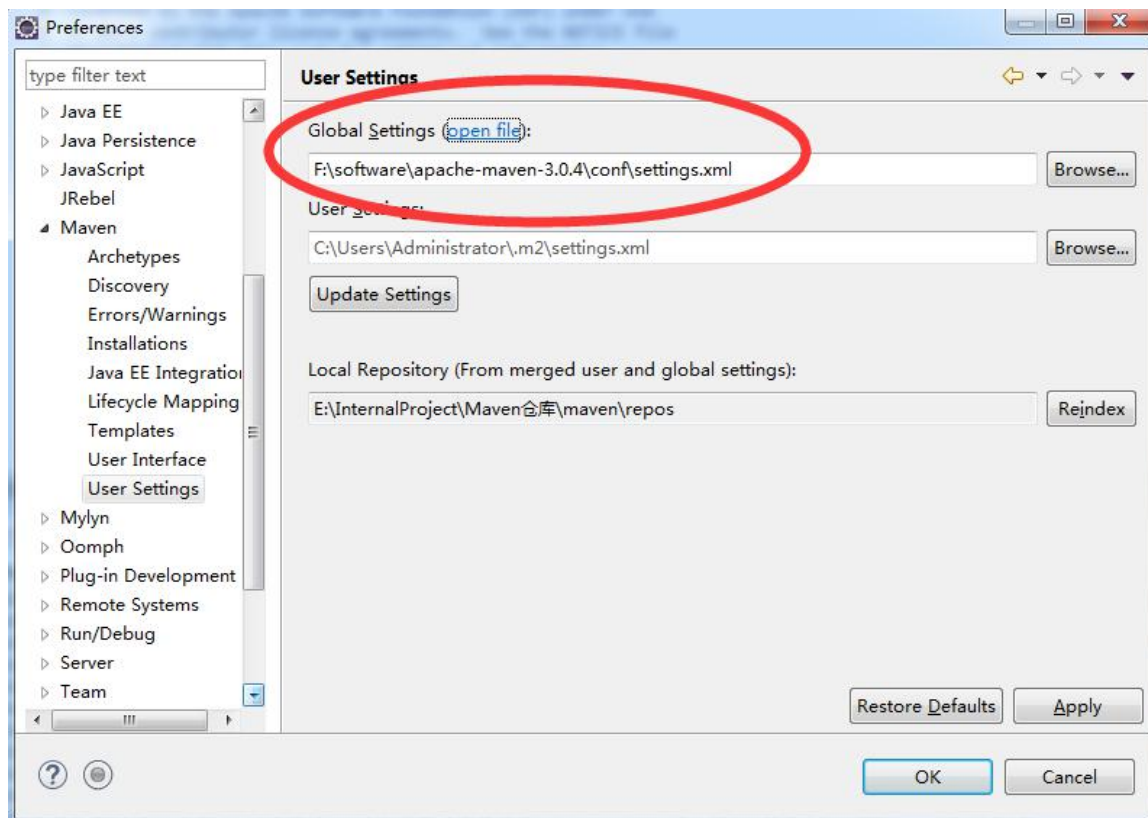 Preferences
type filter text
Java EE
Java Persistence
JavaScript
JRebel
Maven
Archetypes
Discovery
Errors/Warnings
Installations
Java EE Integration
Lifecycle Mapping
Templates
User Interface
User Settings
Mylyn
Oomph
Plug-in Development
Remote Systems
Run/Debug
Server
Team
User Settings
Global Settings (open file):
F:\software\apache-maven-3.0.4\conf\settings.xml
Browse...
User Settings:
C:\Users\Administrator\.m2\settings.xml
Browse...
Update Settings
Local Repository (From merged user and global settings):
E:\InternalProject\Maven仓库\maven\repos
Reindex
Restore Defaults
Apply
OK
Cancel